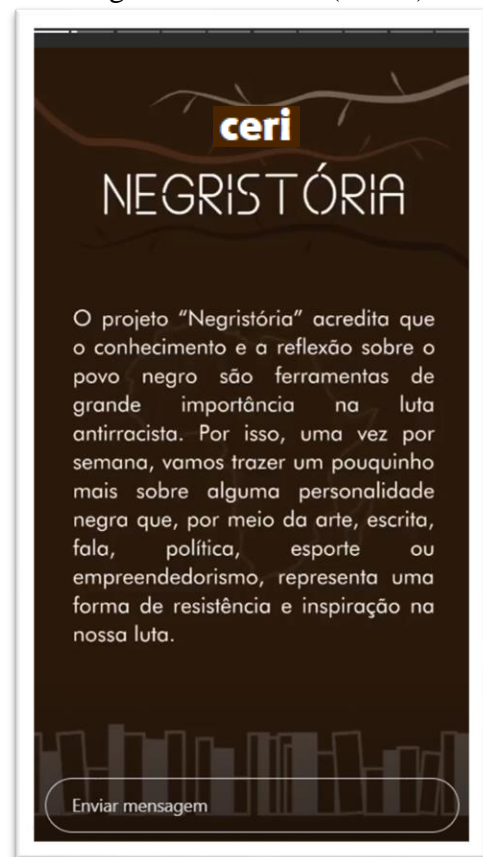 ceri
NEGRISTÓRIA
O projeto “Negristória” acredita que
o conhecimento e a reflexão sobre o
povo negro são ferramentas de
grande importância na luta
antirracista. Por isso, uma vez por
semana, vamos trazer um pouquinho
mais sobre alguma personalidade
negra que, por meio da arte, escrita,
fala, política, esporte ou
empreendedorismo, representa uma
forma de resistência e inspiração na
nossa luta.
Enviar mensagem